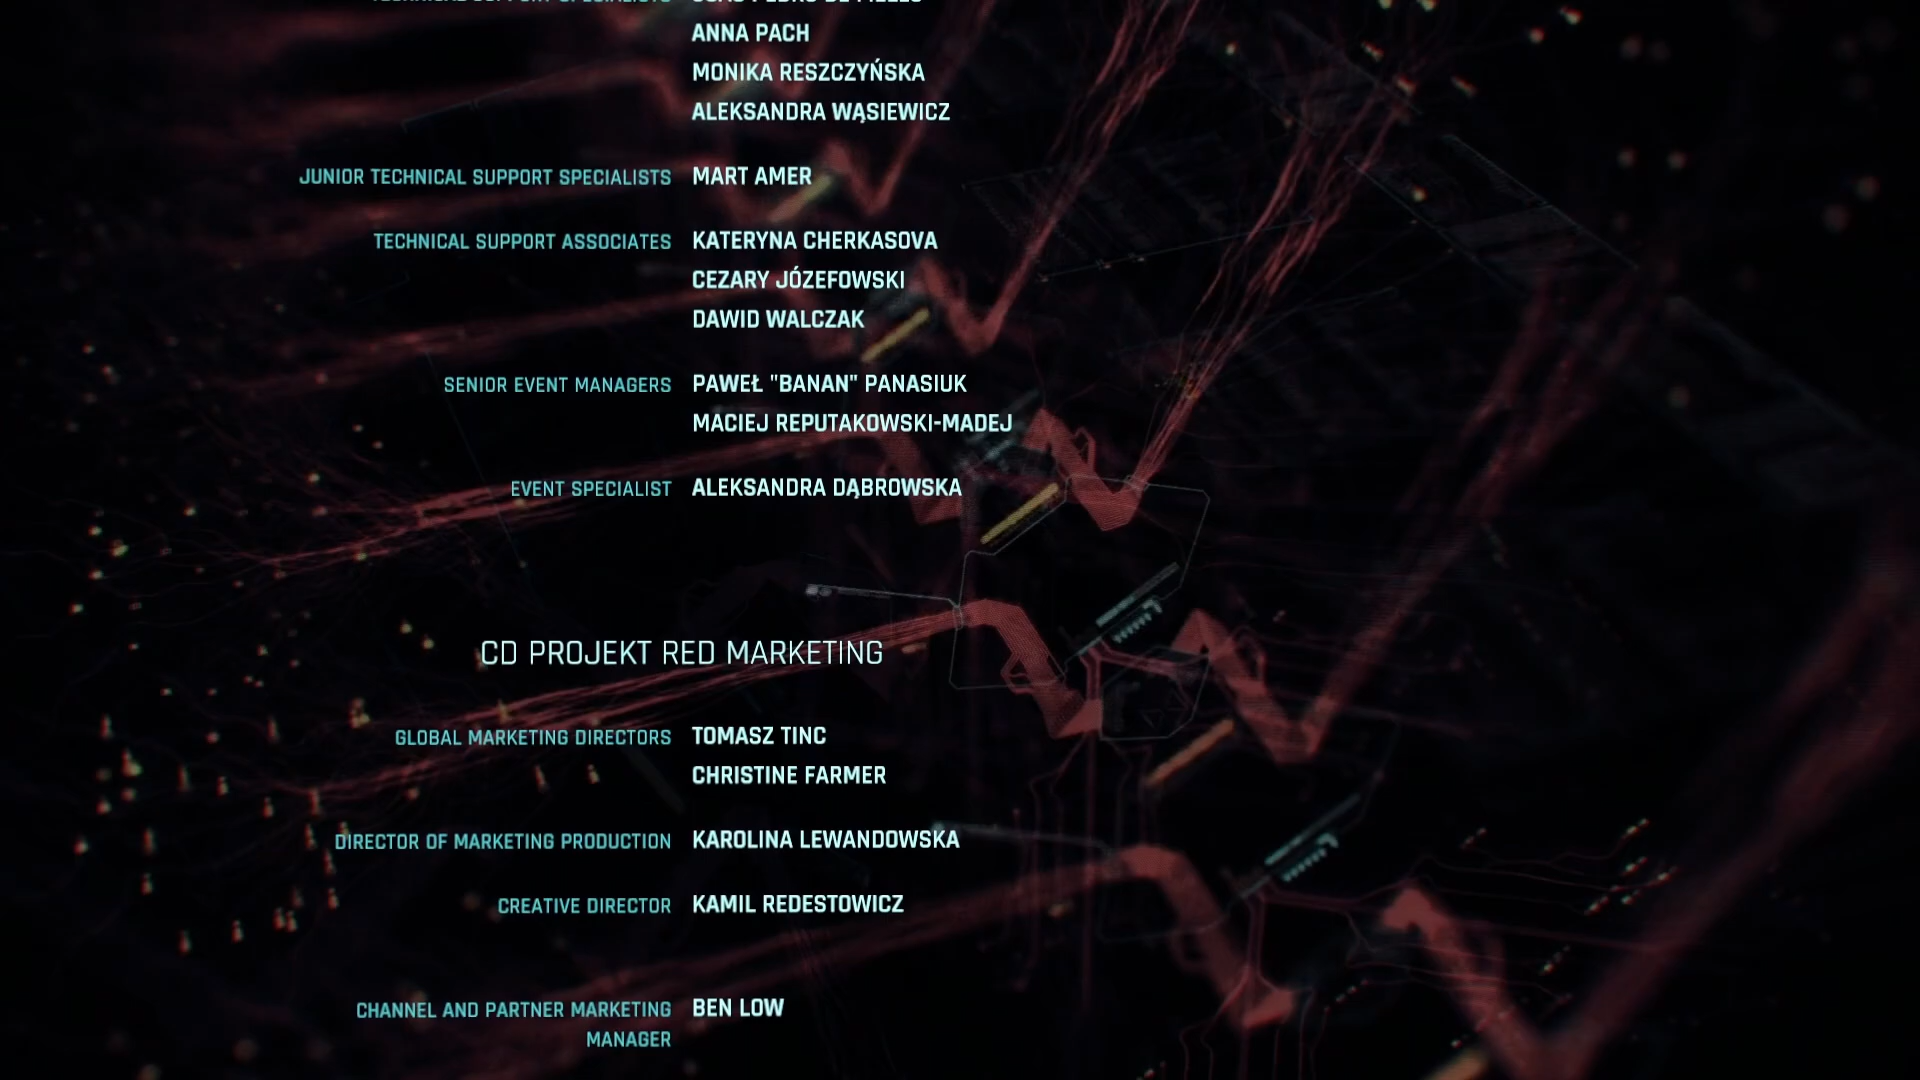 ANNA PACH
MONIKA RESZCZYŃSKA
ALEKSANDRA WĄSIEWICZ
JUNIOR TECHNICAL SUPPORT SPECIALISTS MART AMER
TECHNICAL SUPPORT ASSOCIATES KATERYNA CHERKASOVA
CEZARY JÓZEFOWSKI
DAWID WALCZAK
SENIOR EVENT MANAGERS PAWEŁ "BANAN" PANASIUK
MACIEJ REPUTAKOWSKI-MADEJ
EVENT SPECIALIST ALEKSANDRA DĄBROWSKA
CD PROJEKT RED MARKETING
GLOBAL MARKETING DIRECTORS TOMASZ TINC
CHRISTINE FARMER
DIRECTOR OF MARKETING PRODUCTION KAROLINA LEWANDOWSKA
CREATIVE DIRECTOR KAMIL REDESTOWICZ
CHANNEL AND PARTNER MARKETING BEN LOW
MANAGER